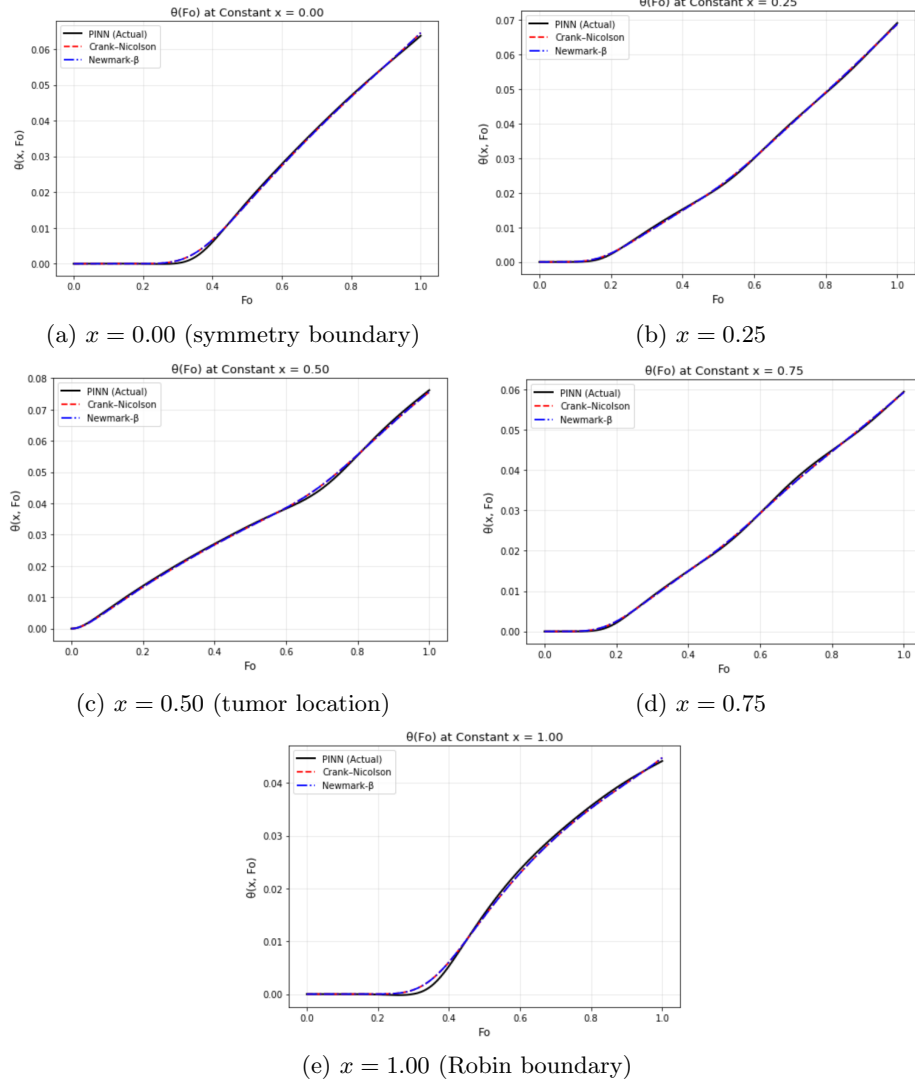 θ(Fo) at Constant x = 0.00
PINN (Actual)
Crank–Nicolson
Newmark-β
0.06
0.05
0.04
0.03
0.02
0.01
0.00
θ(x, Fo)
0.0 0.2 0.4 0.6 0.8 1.0
Fo
(a) x = 0.00 (symmetry boundary)
θ(Fo) at Constant x = 0.25
PINN (Actual)
Crank–Nicolson
Newmark-β
0.07
0.06
0.05
0.04
0.03
0.02
0.01
0.00
θ(x, Fo)
0.0 0.2 0.4 0.6 0.8 1.0
Fo
(b) x = 0.25
θ(Fo) at Constant x = 0.50
PINN (Actual)
Crank–Nicolson
Newmark-β
0.08
0.07
0.06
0.05
0.04
0.03
0.02
0.01
0.00
θ(x, Fo)
0.0 0.2 0.4 0.6 0.8 1.0
Fo
(c) x = 0.50 (tumor location)
θ(Fo) at Constant x = 0.75
PINN (Actual)
Crank–Nicolson
Newmark-β
0.06
0.05
0.04
0.03
0.02
0.01
0.00
θ(x, Fo)
0.0 0.2 0.4 0.6 0.8 1.0
Fo
(d) x = 0.75
θ(Fo) at Constant x = 1.00
PINN (Actual)
Crank–Nicolson
Newmark-β
0.04
0.03
0.02
0.01
0.00
θ(x, Fo)
0.0 0.2 0.4 0.6 0.8 1.0
Fo
(e) x = 1.00 (Robin boundary)